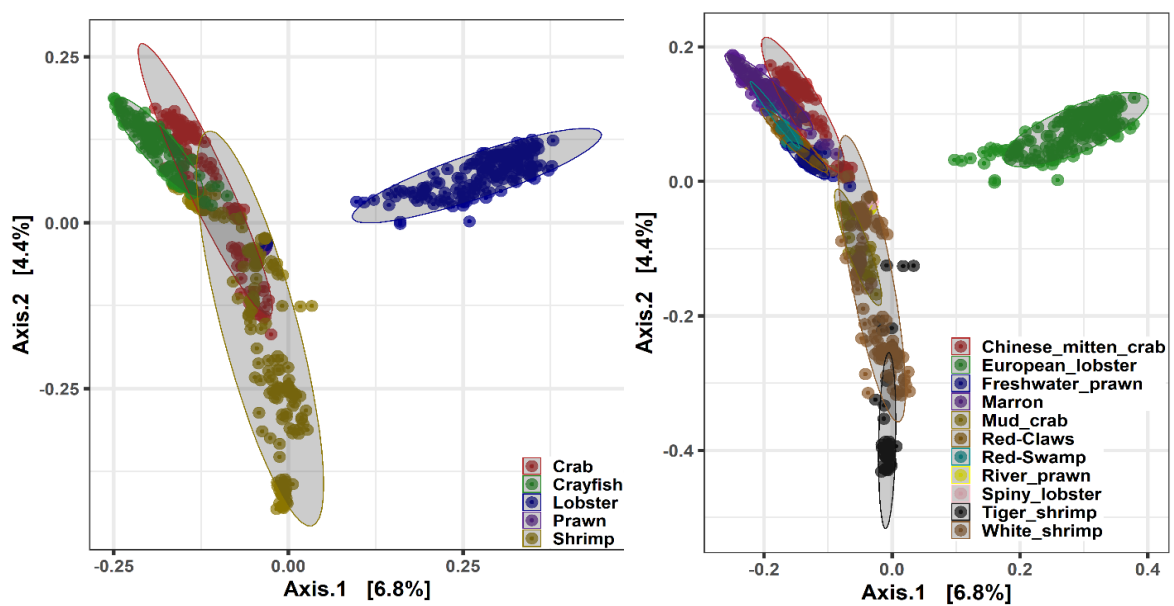 0.25
0.00
-0.25
Axis.2 [4.4%]
Crab
Crayfish
Lobster
Prawn
Shrimp
-0.25
0.00
0.25
Axis.1 [6.8%]
0.2
0.0
-0.2
-0.4
Axis.2 [4.4%]
Chinese_mitten_crab
European_lobster
Freshwater_prawn
Marron
Mud_crab
Red-Claws
Red-Swamp
River_prawn
Spiny_lobster
Tiger_shrimp
White_shrimp
-0.2
0.0
0.2
0.4
Axis.1 [6.8%]